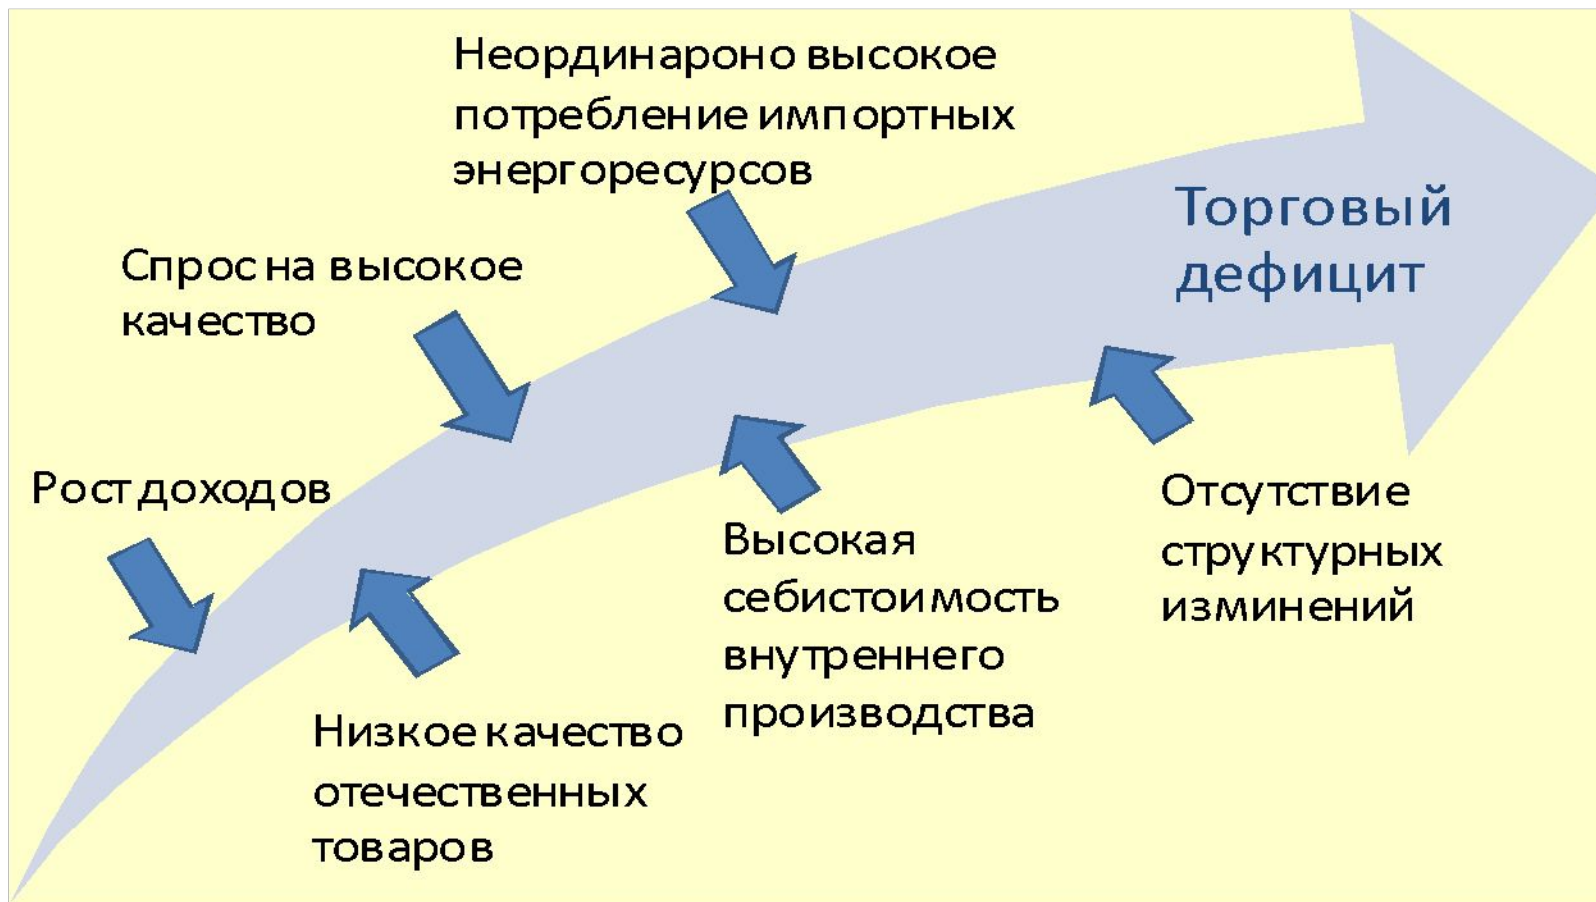 Неординароно высокое
потребление импортных
энергоресурсов
Торговый
дефицит
Спрос на высокое
качество
Рост доходов
Отсутствие
структурных
изминений
Высокая
себистоимость
внутреннего
производства
Низкое качество
отечественных
товаров